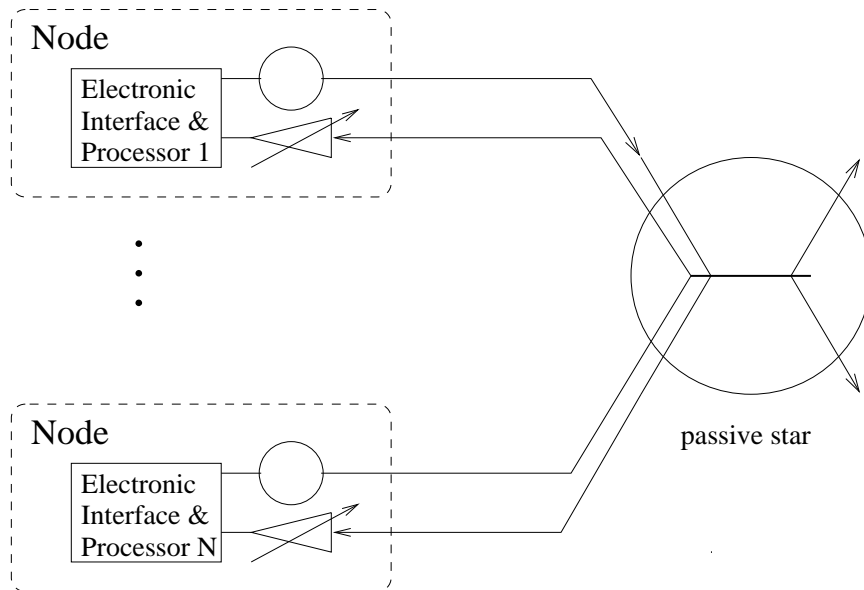 Node
Electronic
Interface &
Processor 1
passive star
Node
Electronic
Interface &
Processor N